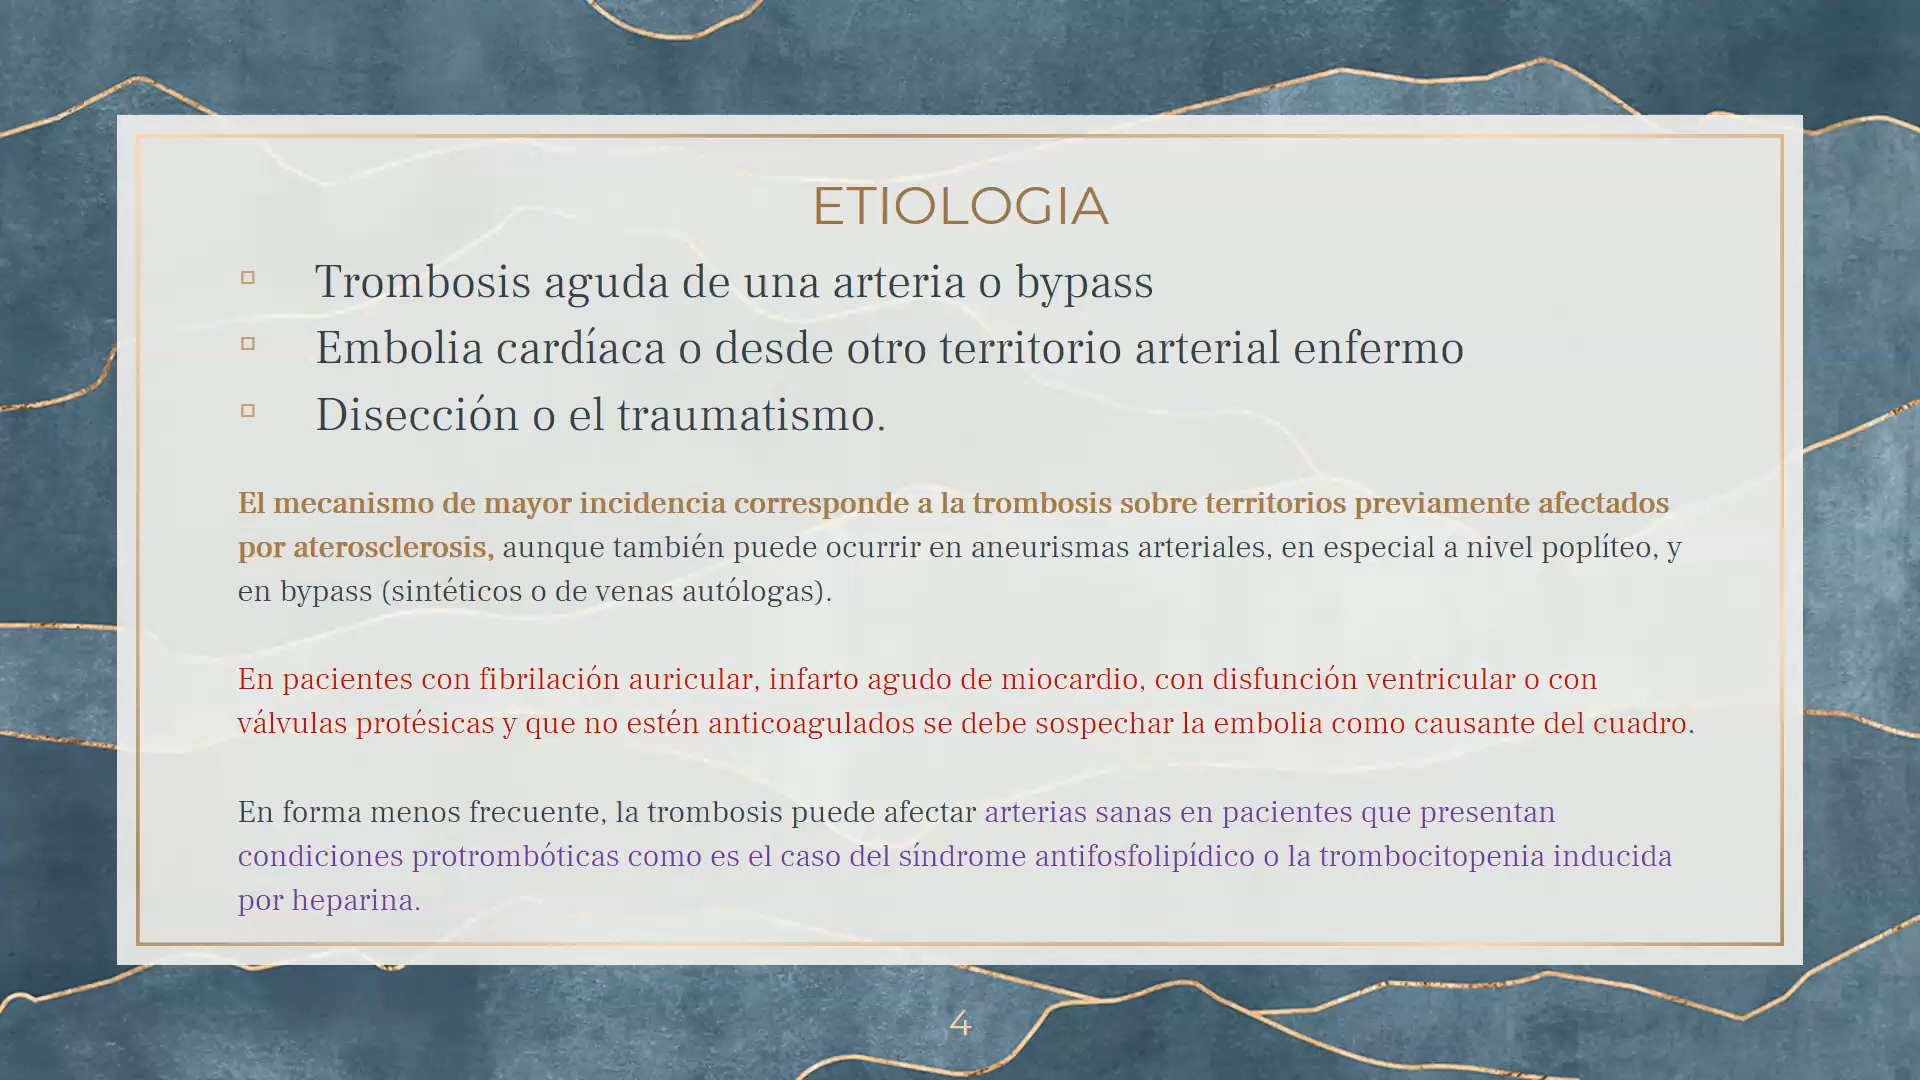 ETIOLOGIA
Trombosis aguda de una arteria o bypass
Embolia cardíaca o desde otro territorio arterial enfermo
Disección o el traumatismo.
El mecanismo de mayor incidencia corresponde a la trombosis sobre territorios previamente afectados
por aterosclerosis, aunque también puede ocurrir en aneurismas arteriales, en especial a nivel poplíteo, y
en bypass (sintéticos o de venas autólogas).
En pacientes con fibrilación auricular, infarto agudo de miocardio, con disfunción ventricular o con
válvulas protésicas y que no estén anticoagulados se debe sospechar la embolia como causante del cuadro.
En forma menos frecuente, la trombosis puede afectar arterias sanas en pacientes que presentan
condiciones protrombóticas como es el caso del síndrome antifosfolipídico o la trombocitopenia inducida
por heparina.
4